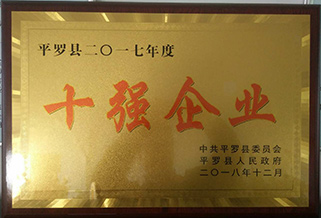 平罗县二〇一七年度
十强企业
中共平罗县委员会
平罗县人民政府
二〇一八年十二月